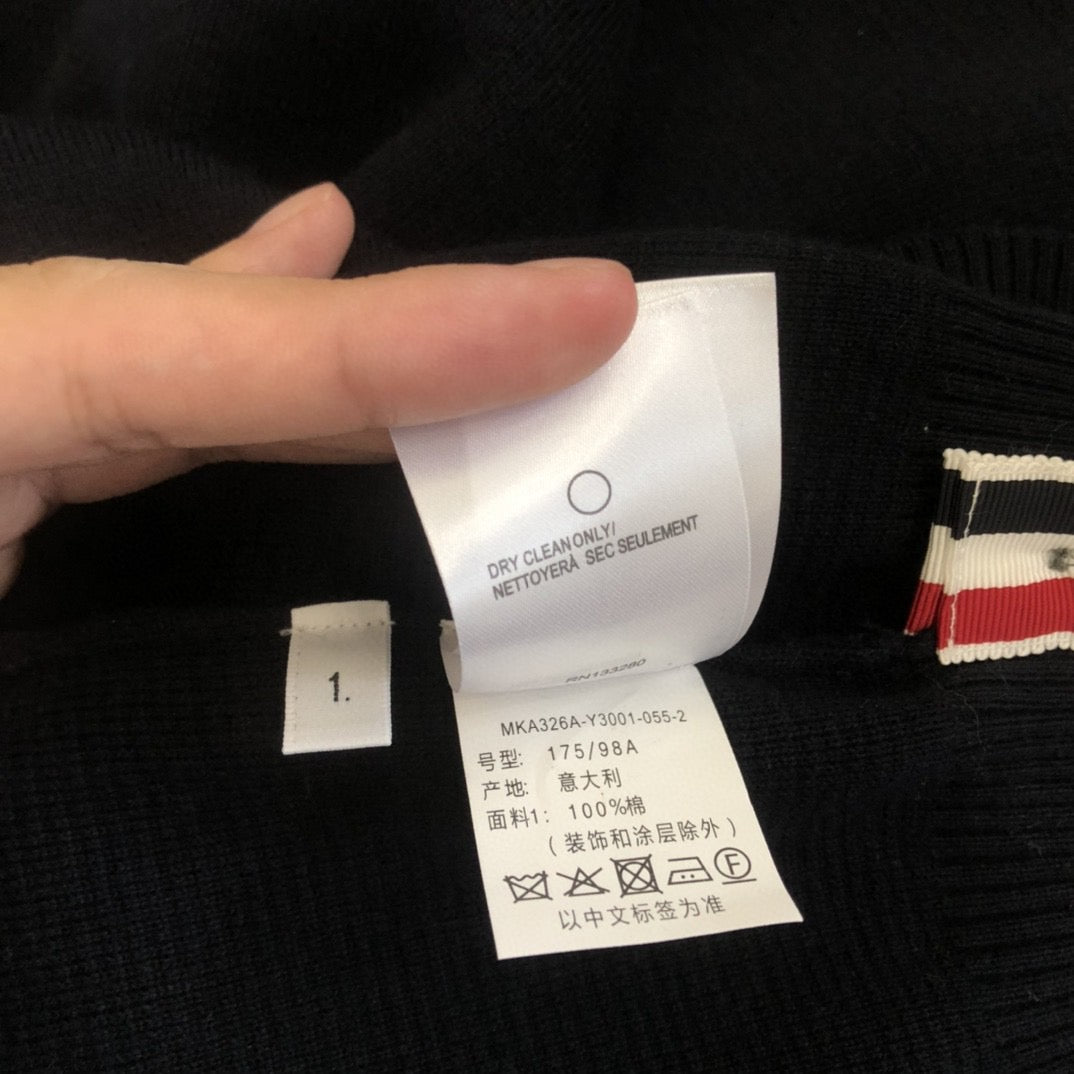 DRY CLEAN ONLY/
NETTOYERÀ SEC SEULEMENT
RN133280
1.
MKA326A-Y3001-055-2
号型: 175/98A
产地: 意大利
面料1: 100%棉
(装饰和涂层除外)
F
以中文标签为准